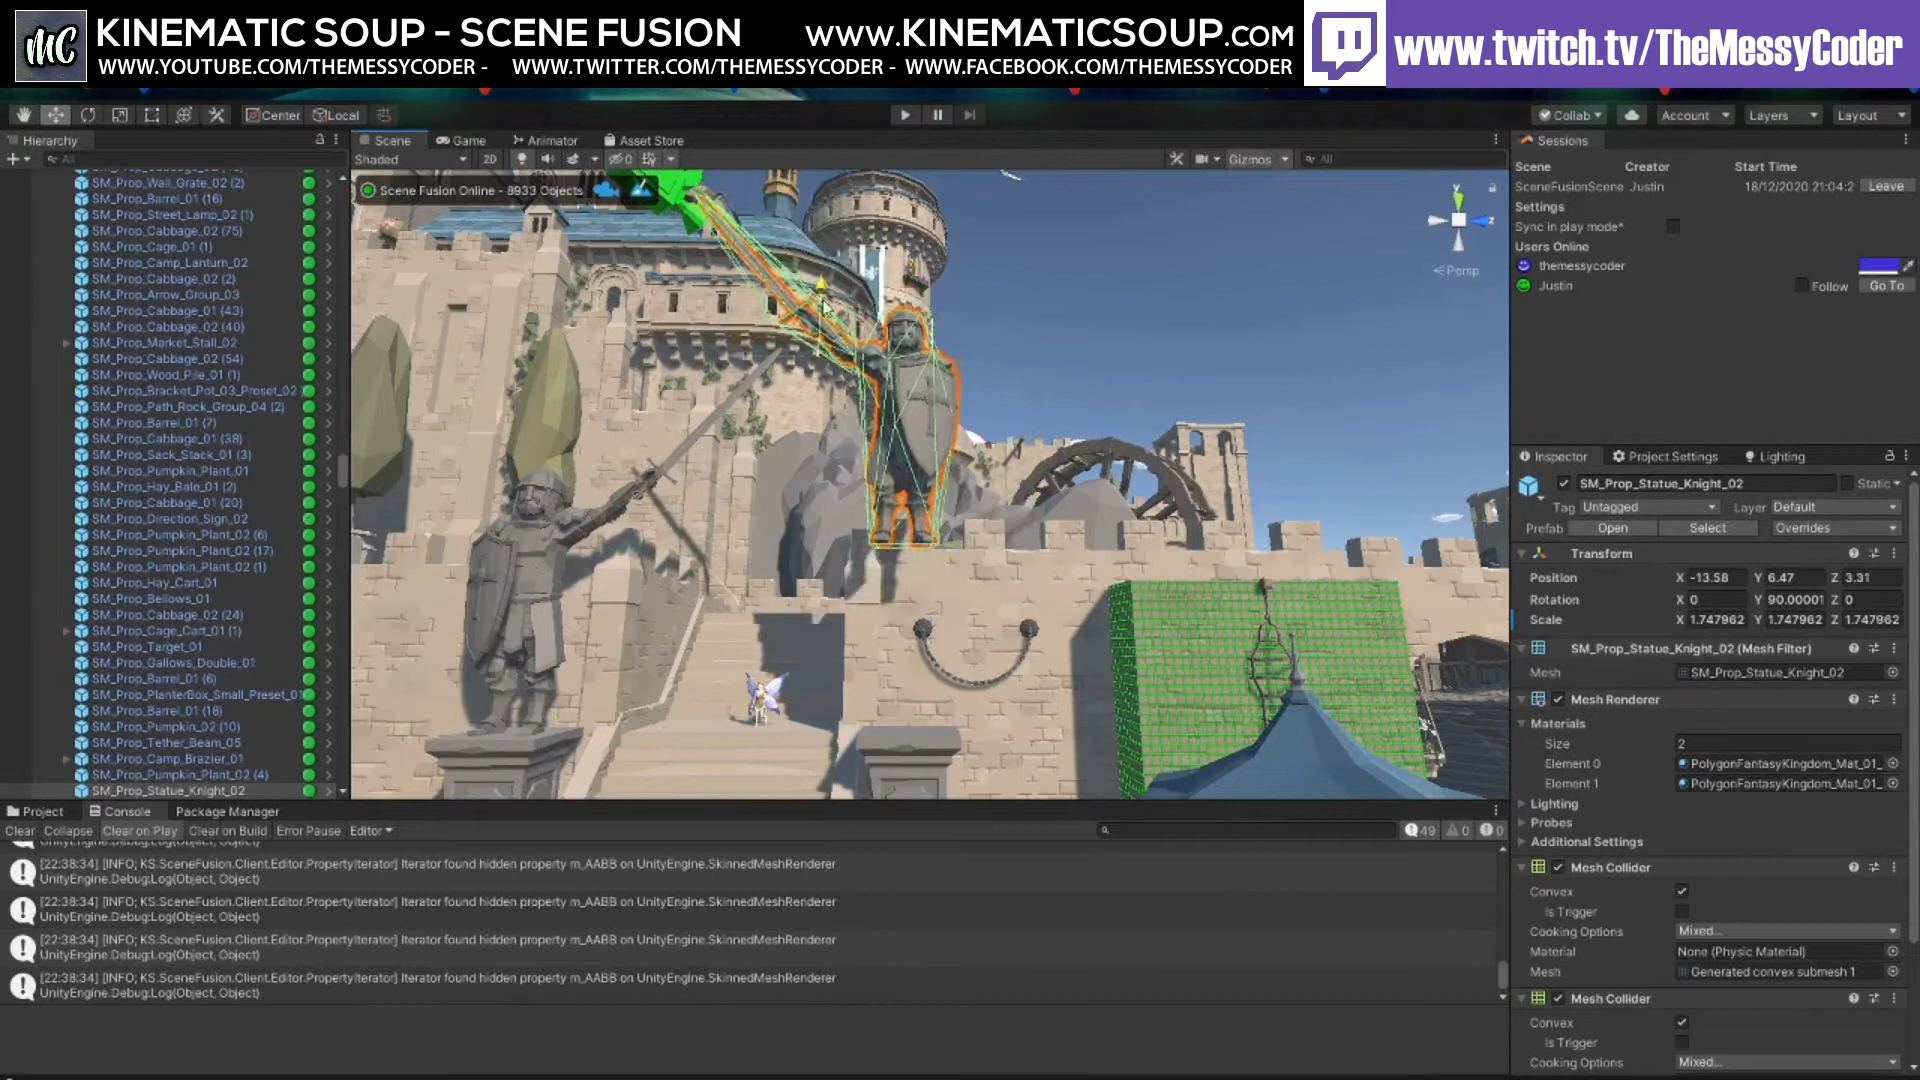 MC
KINEMATIC SOUP - SCENE FUSION
www.KINEMATICSOUP.com
WWW.YOUTUBE.COM/THEMESSYCODER - WWW.TWITTER.COM/THEMESSYCODER - WWW.FACEBOOK.COM/THEMESSYCODER
www.twitch.tv/TheMessyCoder
Center
Local
Collab
Account
Layers
Layout
Hierarchy
All
SM_Prop_Wall_Grate_02 (2)
SM_Prop_Barrel_01 (16)
SM_Prop_Street_Lamp_02 (1)
SM_Prop_Cabbage_02 (75)
SM_Prop_Cage_01 (1)
SM_Prop_Camp_Lanturn_02
SM_Prop_Cabbage_02 (2)
SM_Prop_Arrow_Group_03
SM_Prop_Cabbage_01 (43)
SM_Prop_Cabbage_02 (40)
SM_Prop_Market_Stall_02
SM_Prop_Cabbage_02 (54)
SM_Prop_Wood_Pile_01 (1)
SM_Prop_Bracket_Pot_03_Preset_02
SM_Prop_Path_Rock_Group_04 (2)
SM_Prop_Barrel_01 (7)
SM_Prop_Cabbage_01 (38)
SM_Prop_Sack_Stack_01 (3)
SM_Prop_Pumpkin_Plant_01
SM_Prop_Hay_Bale_01 (2)
SM_Prop_Cabbage_01 (20)
SM_Prop_Direction_Sign_02
SM_Prop_Pumpkin_Plant_02 (6)
SM_Prop_Pumpkin_Plant_02 (17)
SM_Prop_Pumpkin_Plant_02 (1)
SM_Prop_Hay_Cart_01
SM_Prop_Bellows_01
SM_Prop_Cabbage_02 (24)
SM_Prop_Cage_Cart_01 (1)
SM_Prop_Target_01
SM_Prop_Gallows_Double_01
SM_Prop_Barrel_01 (6)
SM_Prop_PlanterBox_Small_Preset_01
SM_Prop_Barrel_01 (18)
SM_Prop_Pumpkin_02 (10)
SM_Prop_Tether_Beam_05
SM_Prop_Camp_Brazier_01
SM_Prop_Pumpkin_Plant_02 (4)
SM_Prop_Statue_Knight_02
Scene
Game
Animator
Asset Store
Shaded
2D
0
Gizmos
All
Scene Fusion Online - 8933 Objects
y
z
Persp
Sessions
Scene Creator Start Time
SceneFusionScene Justin 18/12/2020 21:04:2 Leave
Settings
Sync in play mode*
Users Online
themessycoder
Justin Follow Go To
Inspector
Project Settings
Lighting
SM_Prop_Statue_Knight_02 Static
Tag Untagged Layer Default
Prefab Open Select Overrides
Transform
Position X -13.58 Y 6.47 Z 3.31
Rotation X 0 Y 90.00001 Z 0
Scale X 1.747962 Y 1.747962 Z 1.747962
SM_Prop_Statue_Knight_02 (Mesh Filter)
Mesh SM_Prop_Statue_Knight_02
Mesh Renderer
Materials
Size 2
Element 0 PolygonFantasyKingdom_Mat_01_
Element 1 PolygonFantasyKingdom_Mat_01_
Lighting
Probes
Additional Settings
Mesh Collider
Convex
Is Trigger
Cooking Options Mixed...
Material None (Physic Material)
Mesh Generated convex submesh 1
Mesh Collider
Convex
Is Trigger
Cooking Options Mixed...
Project
Console
Package Manager
Clear Collapse Clear on Play Clear on Build Error Pause Editor
49 0 0
UnityEngine.Debug:Log(Object, Object)
[22:38:34] [INFO; KS.SceneFusion.Client.Editor.PropertyIterator] Iterator found hidden property m_AABB on UnityEngine.SkinnedMeshRenderer
UnityEngine.Debug:Log(Object, Object)
[22:38:34] [INFO; KS.SceneFusion.Client.Editor.PropertyIterator] Iterator found hidden property m_AABB on UnityEngine.SkinnedMeshRenderer
UnityEngine.Debug:Log(Object, Object)
[22:38:34] [INFO; KS.SceneFusion.Client.Editor.PropertyIterator] Iterator found hidden property m_AABB on UnityEngine.SkinnedMeshRenderer
UnityEngine.Debug:Log(Object, Object)
[22:38:34] [INFO; KS.SceneFusion.Client.Editor.PropertyIterator] Iterator found hidden property m_AABB on UnityEngine.SkinnedMeshRenderer
UnityEngine.Debug:Log(Object, Object)